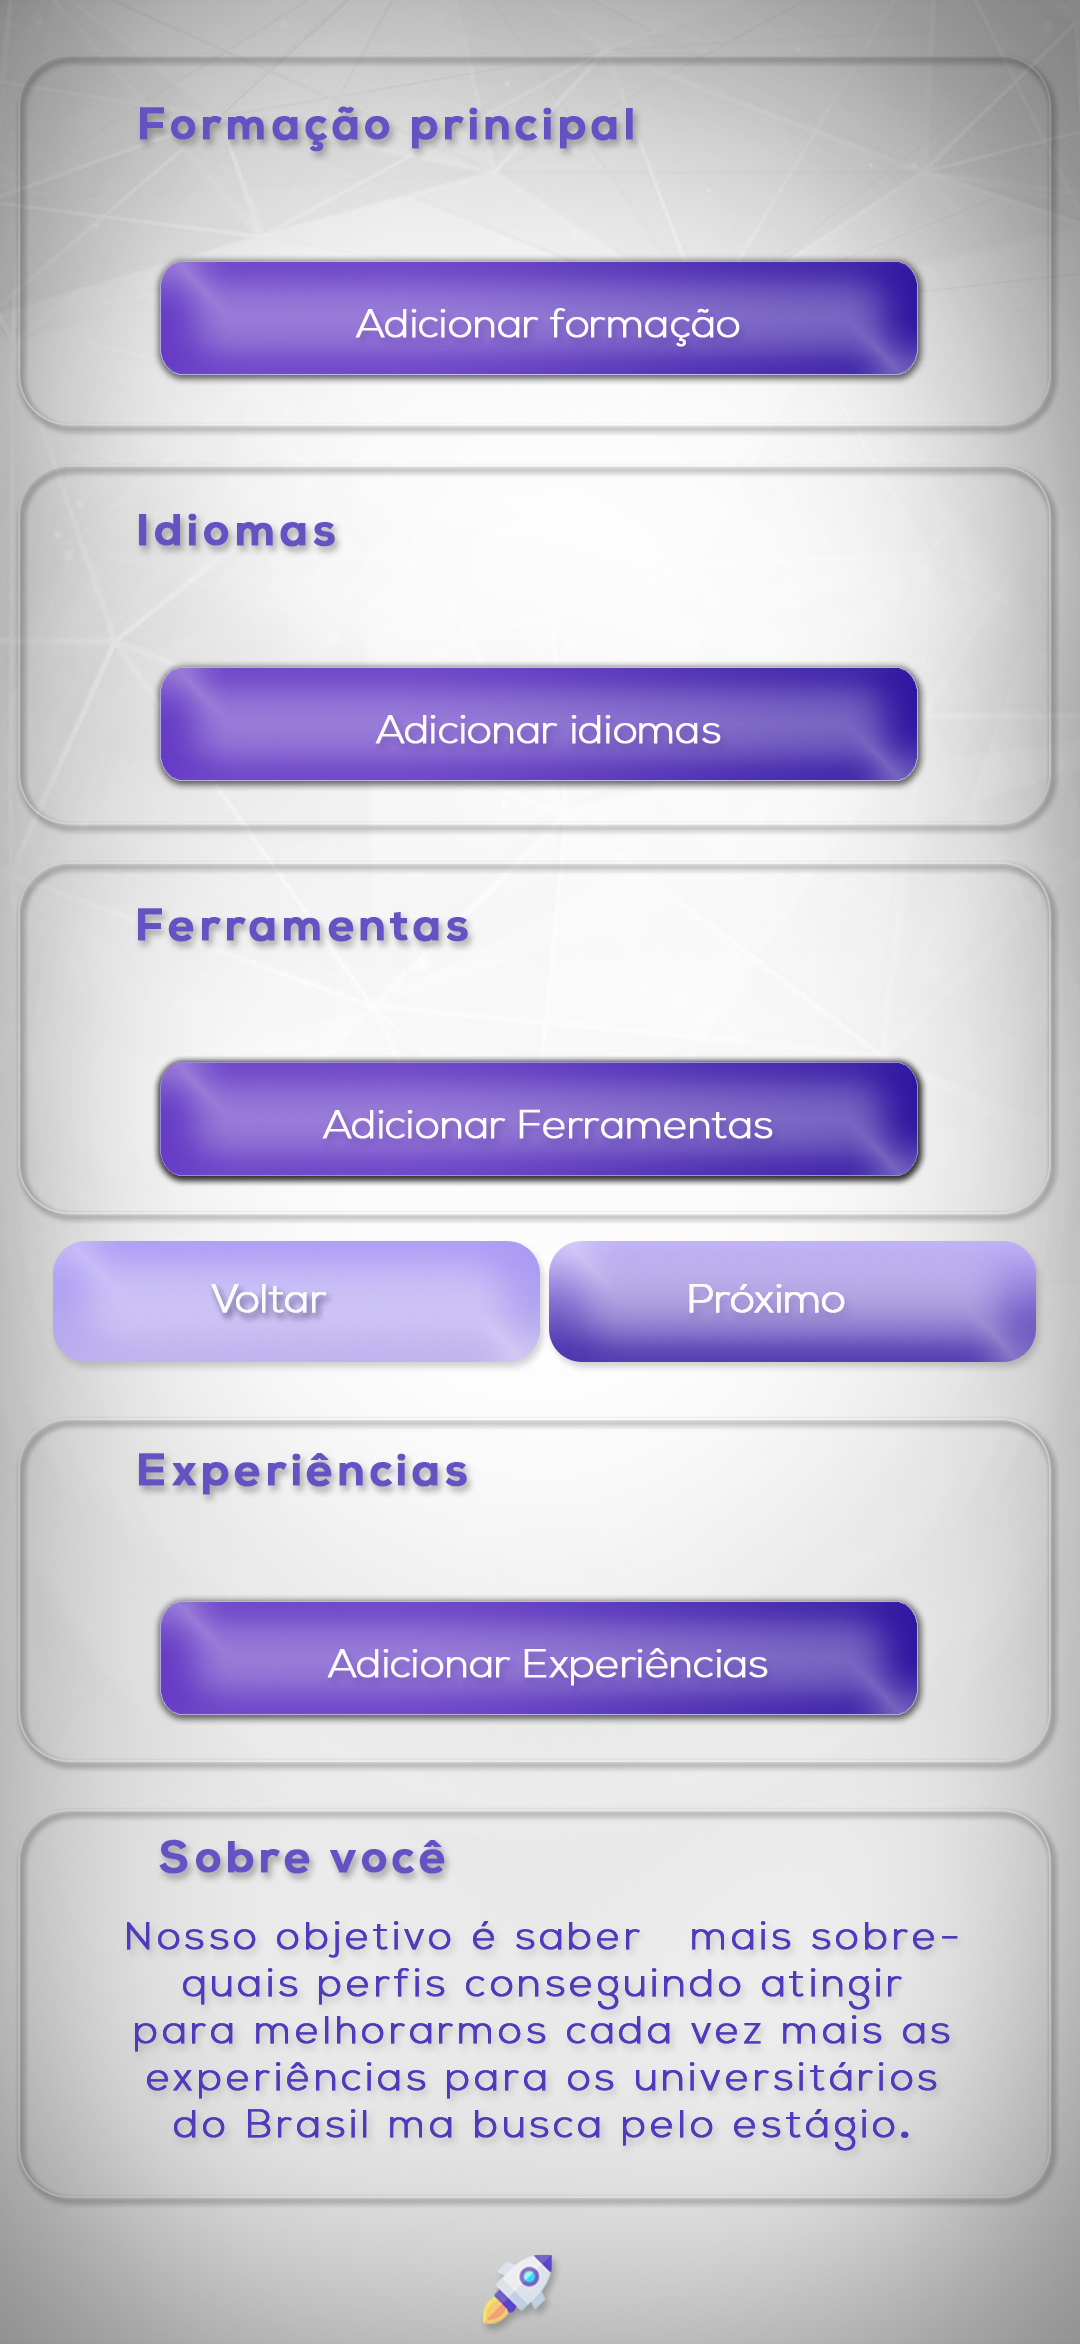 Formação principal
Adicionar formação
Idiomas
Adicionar idiomas
Ferramentas
Adicionar Ferramentas
Voltar
Próximo
Experiências
Adicionar Experiências
Sobre você
Nosso objetivo é saber mais sobre-
quais perfis conseguindo atingir
para melhorarmos cada vez mais as
experiências para os universitários
do Brasil ma busca pelo estágio.